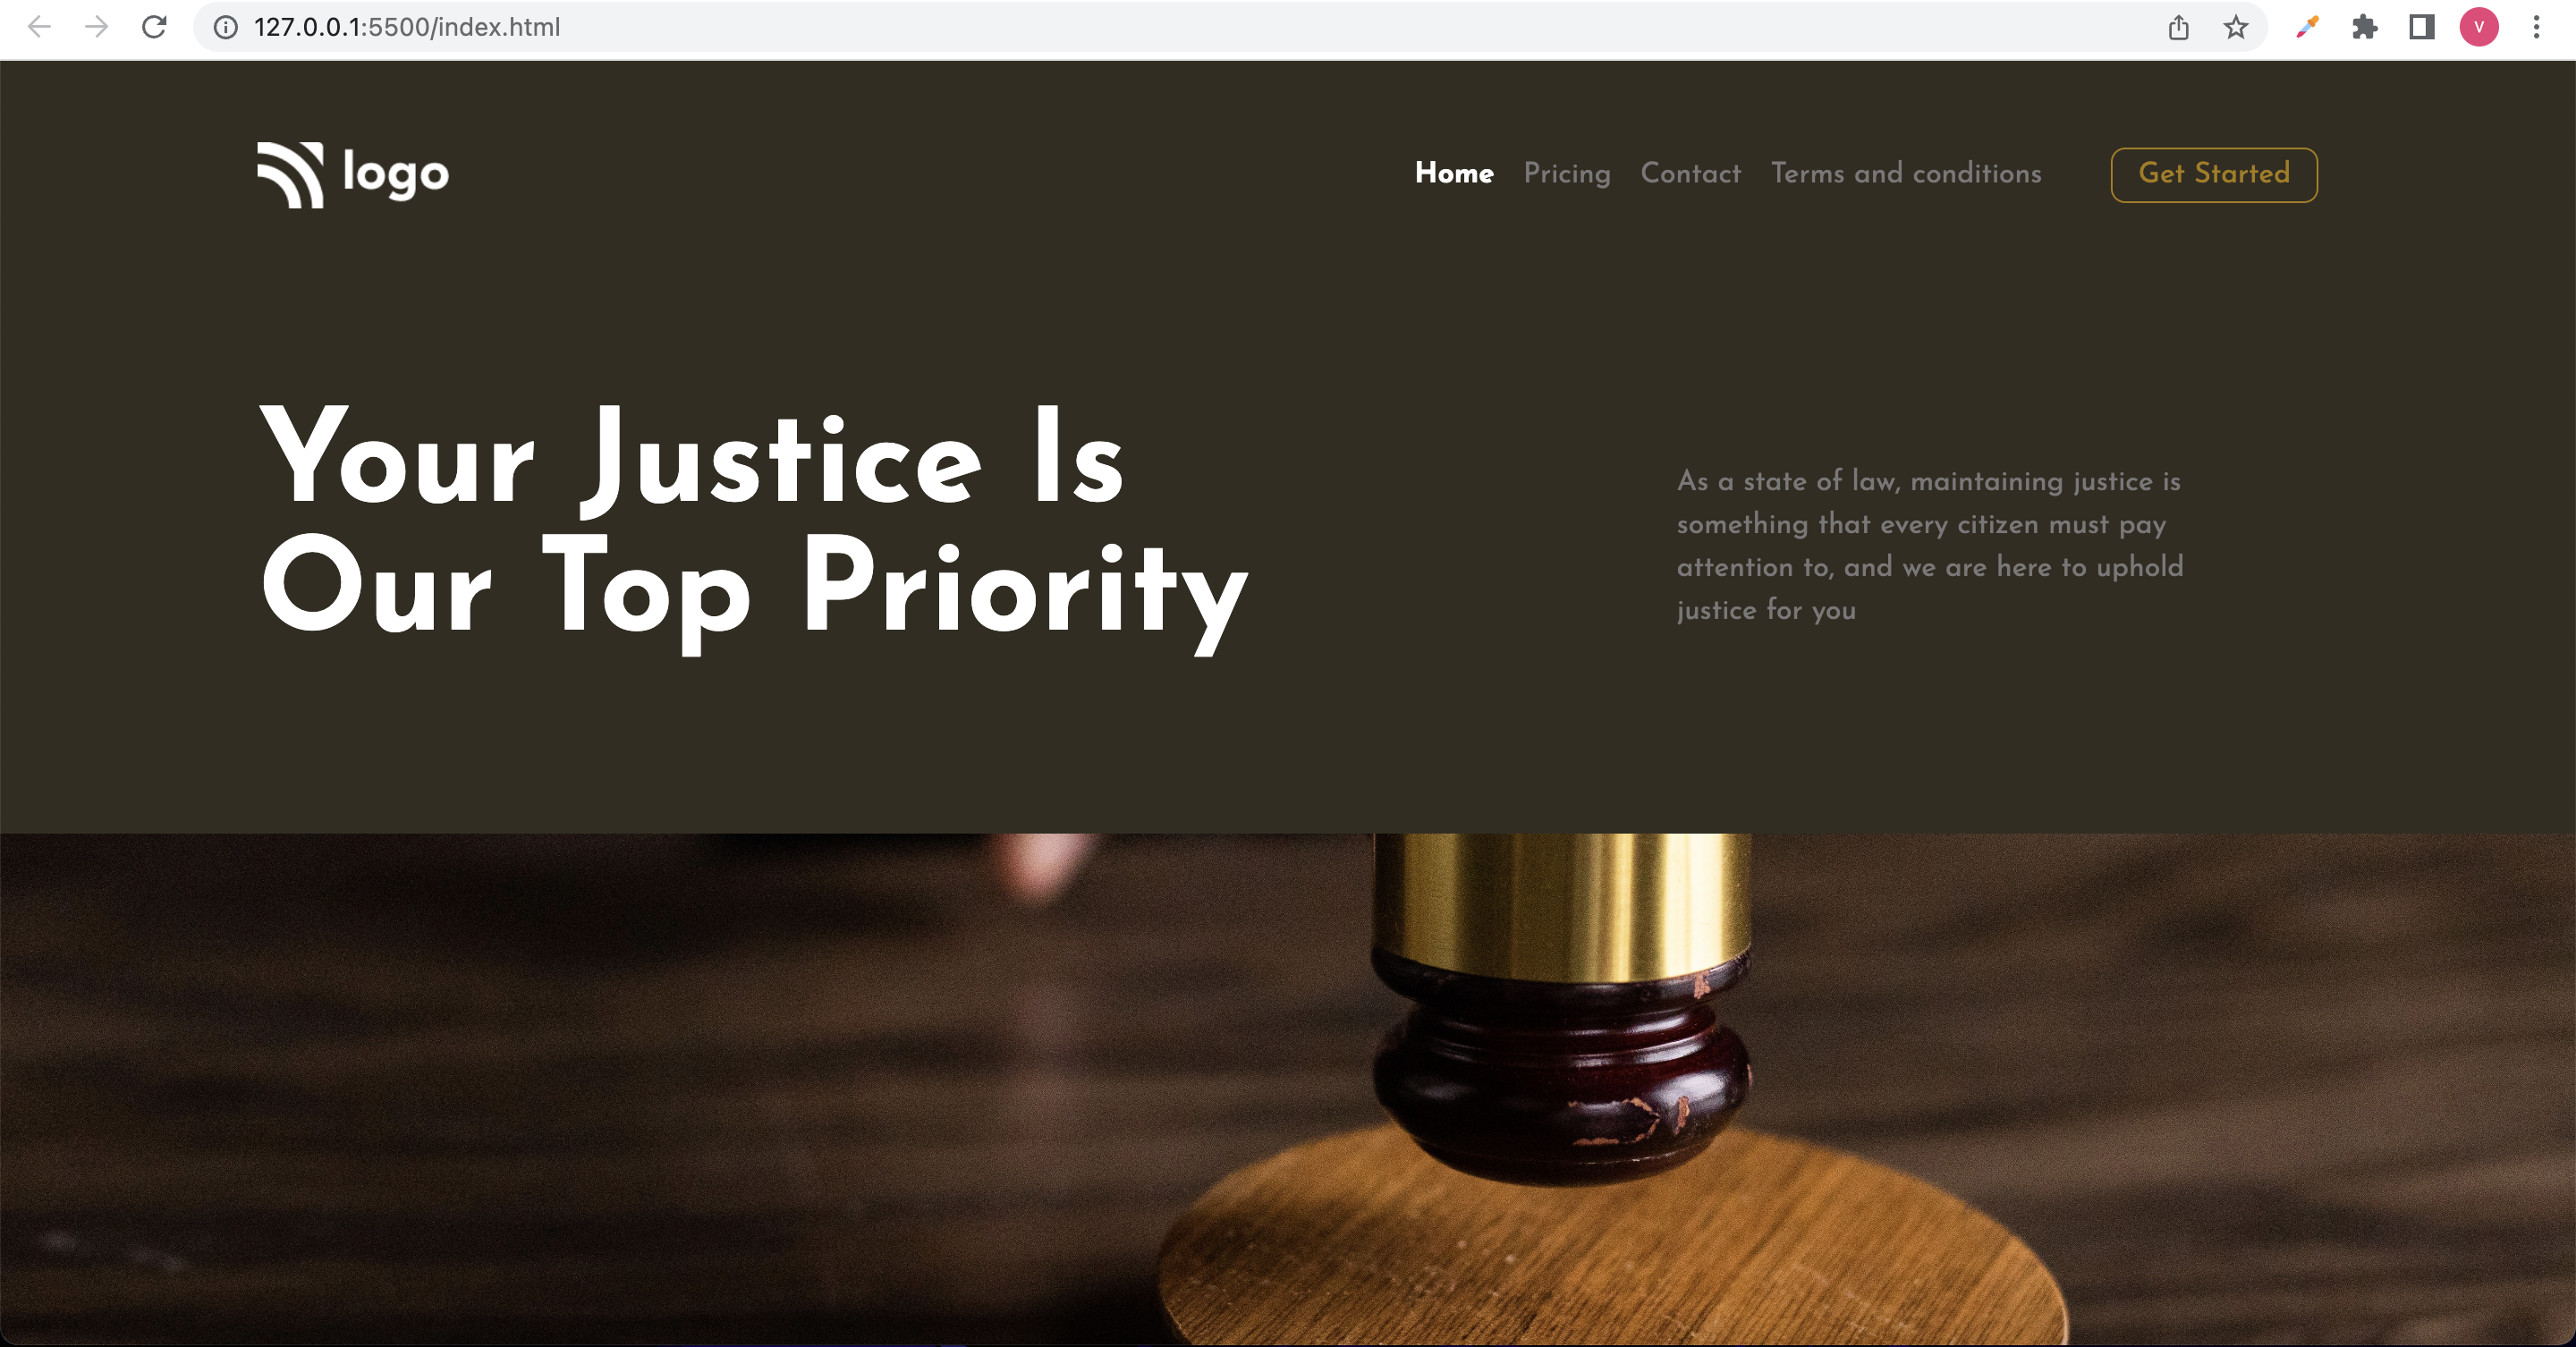 127.0.0.1:5500/index.html
V
logo
Home Pricing Contact Terms and conditions Get Started
Your Justice Is
Our Top Priority
As a state of law, maintaining justice is
something that every citizen must pay
attention to, and we are here to uphold
justice for you